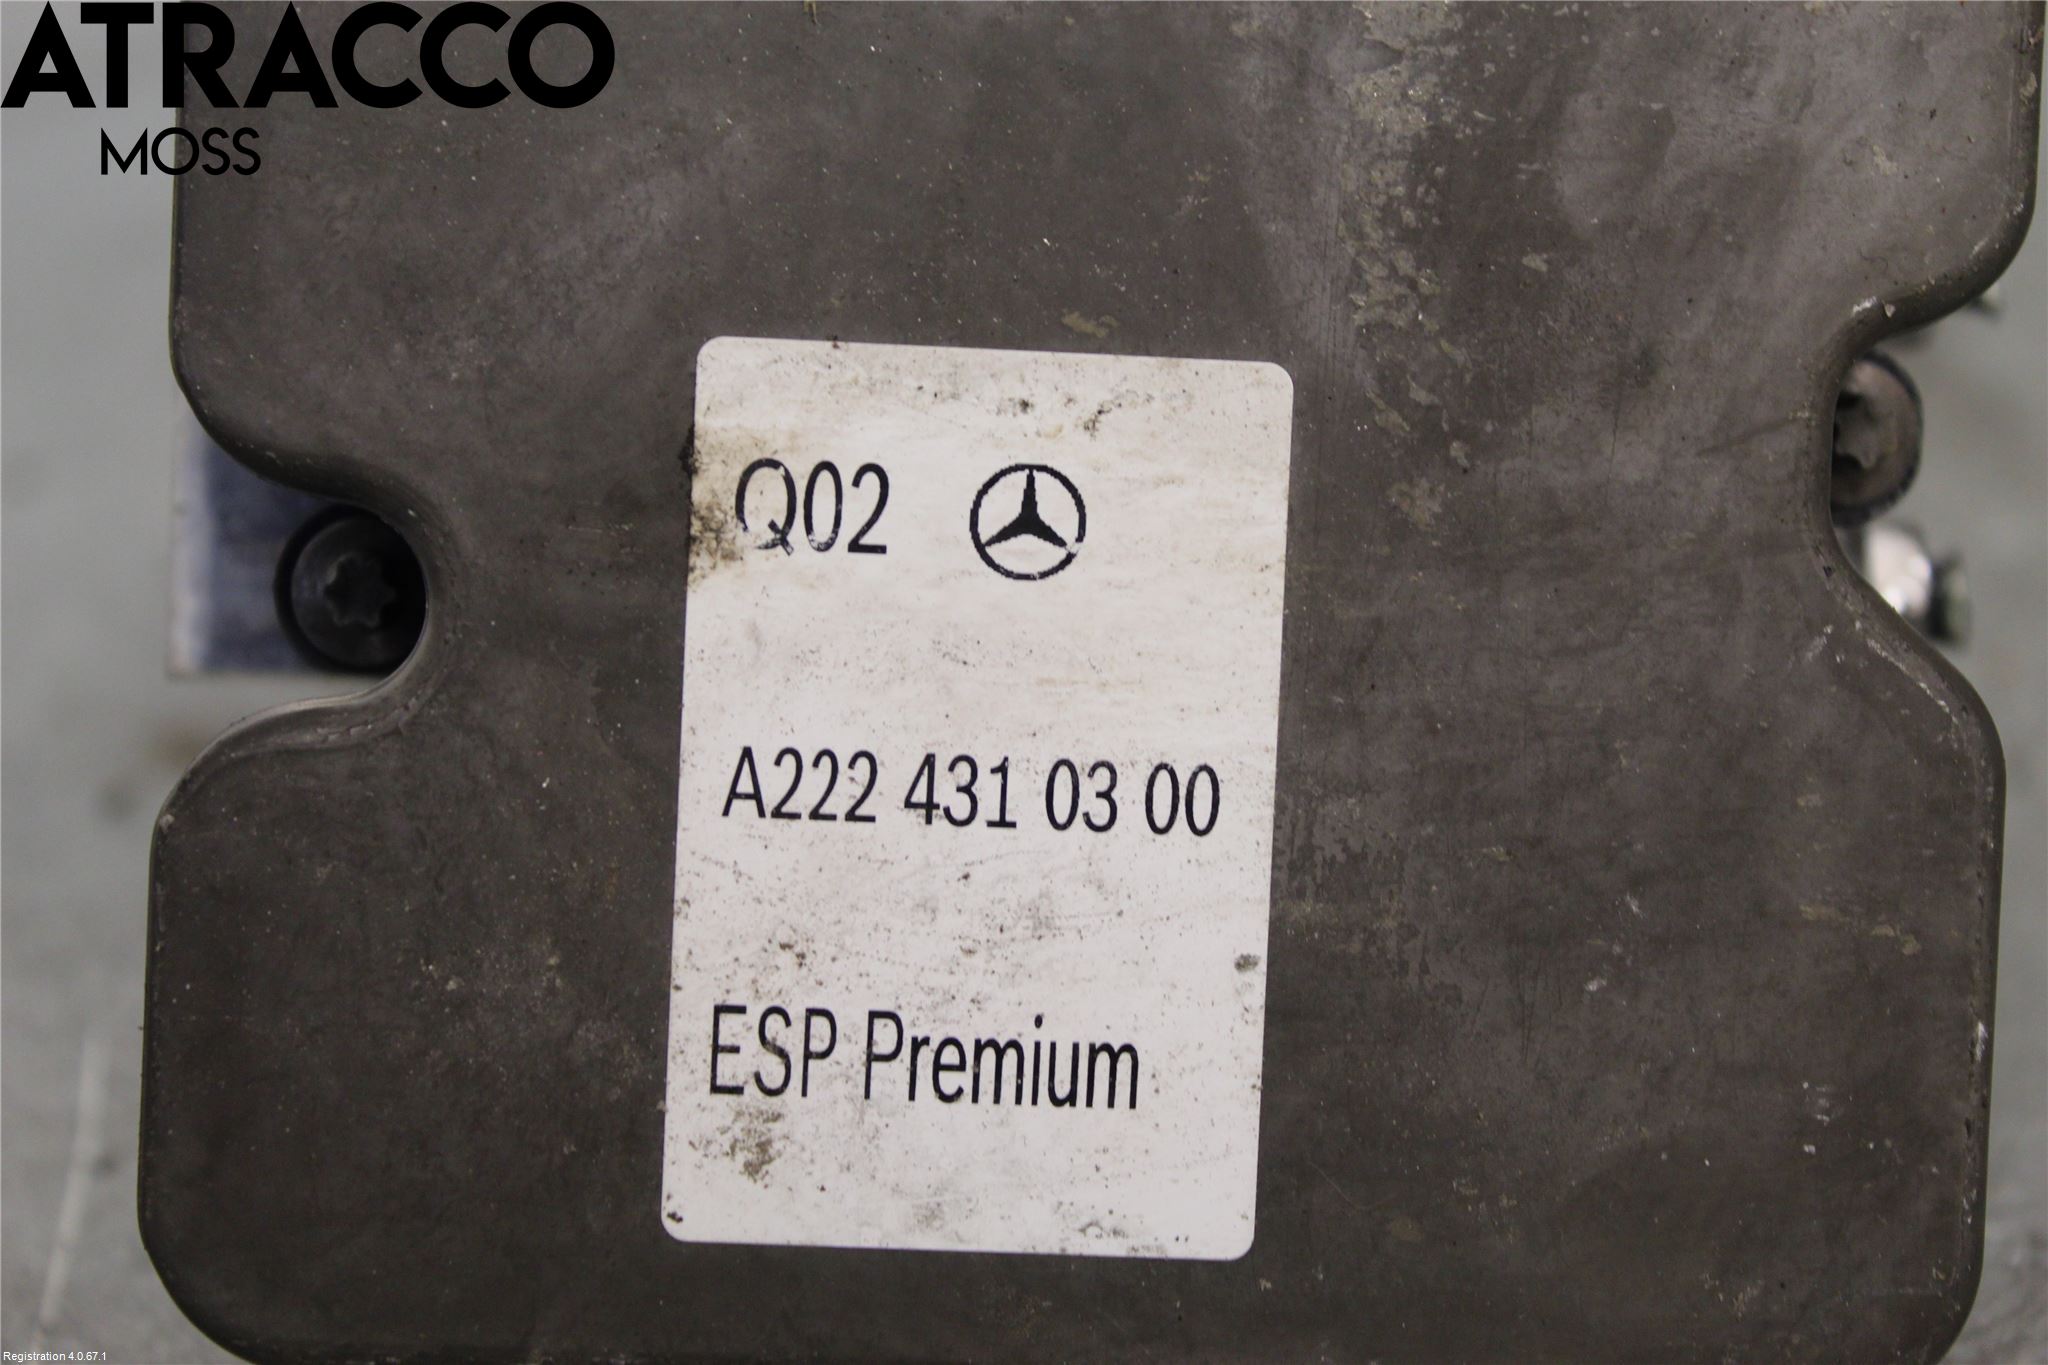 ATRACCO
MOSS
Q02
A222 431 03 00
ESP Premium
Registration 4.0.67.1